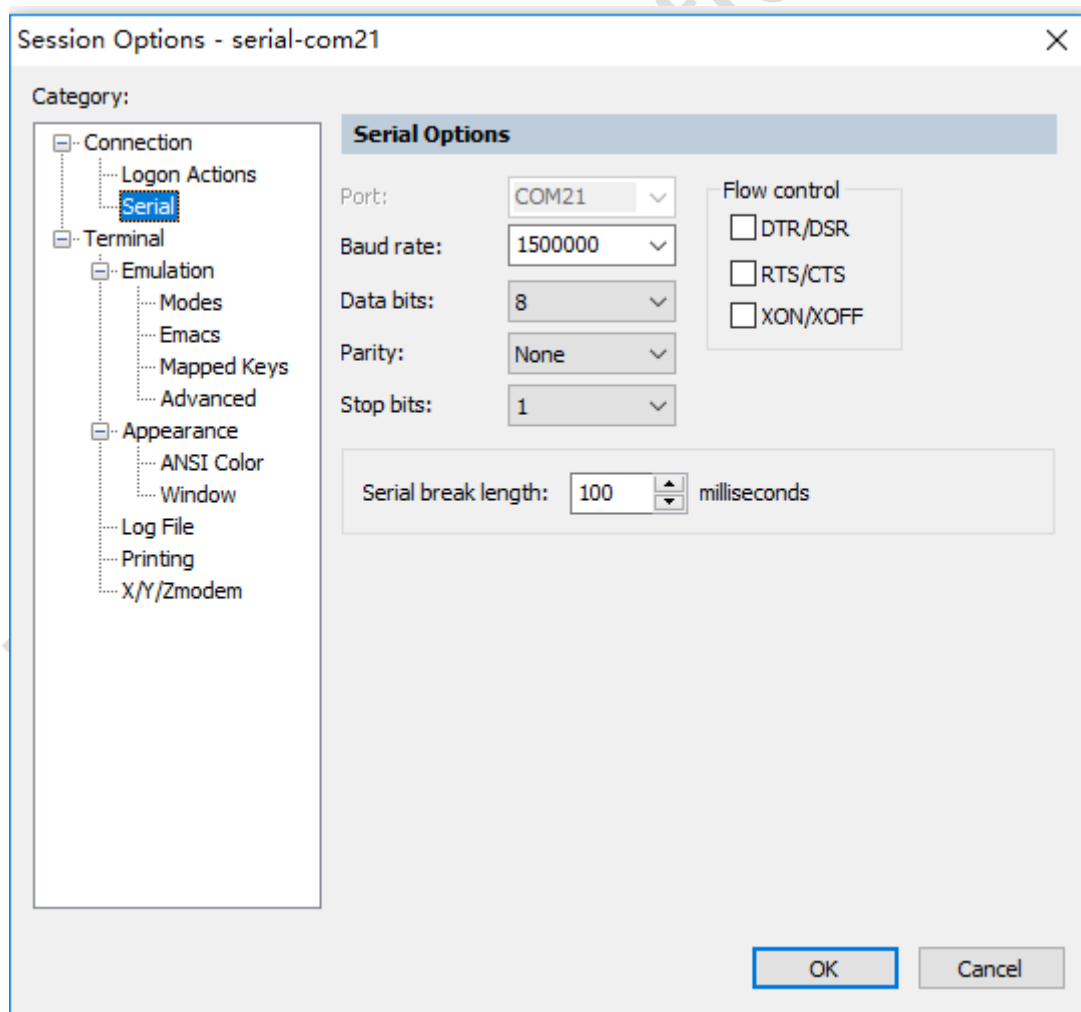 Session Options - serial-com21
Category:
Connection
Logon Actions
Serial
Terminal
Emulation
Modes
Emacs
Mapped Keys
Advanced
Appearance
ANSI Color
Window
Log File
Printing
X/Y/Zmodem
Serial Options
Port: COM21
Baud rate: 1500000
Data bits: 8
Parity: None
Stop bits: 1
Flow control
DTR/DSR
RTS/CTS
XON/XOFF
Serial break length: 100 milliseconds
OK Cancel